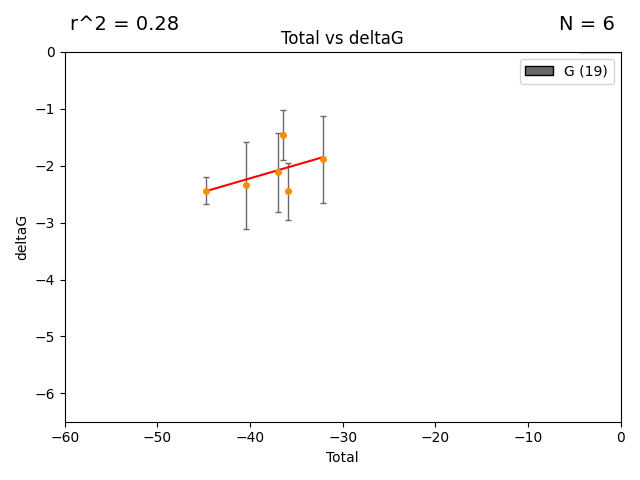 r^2 = 0.28
N = 6
Total vs deltaG
G (19)
0
−1
−2
−3
−4
−5
−6
deltaG
−60
−50
−40
−30
−20
−10
0
Total